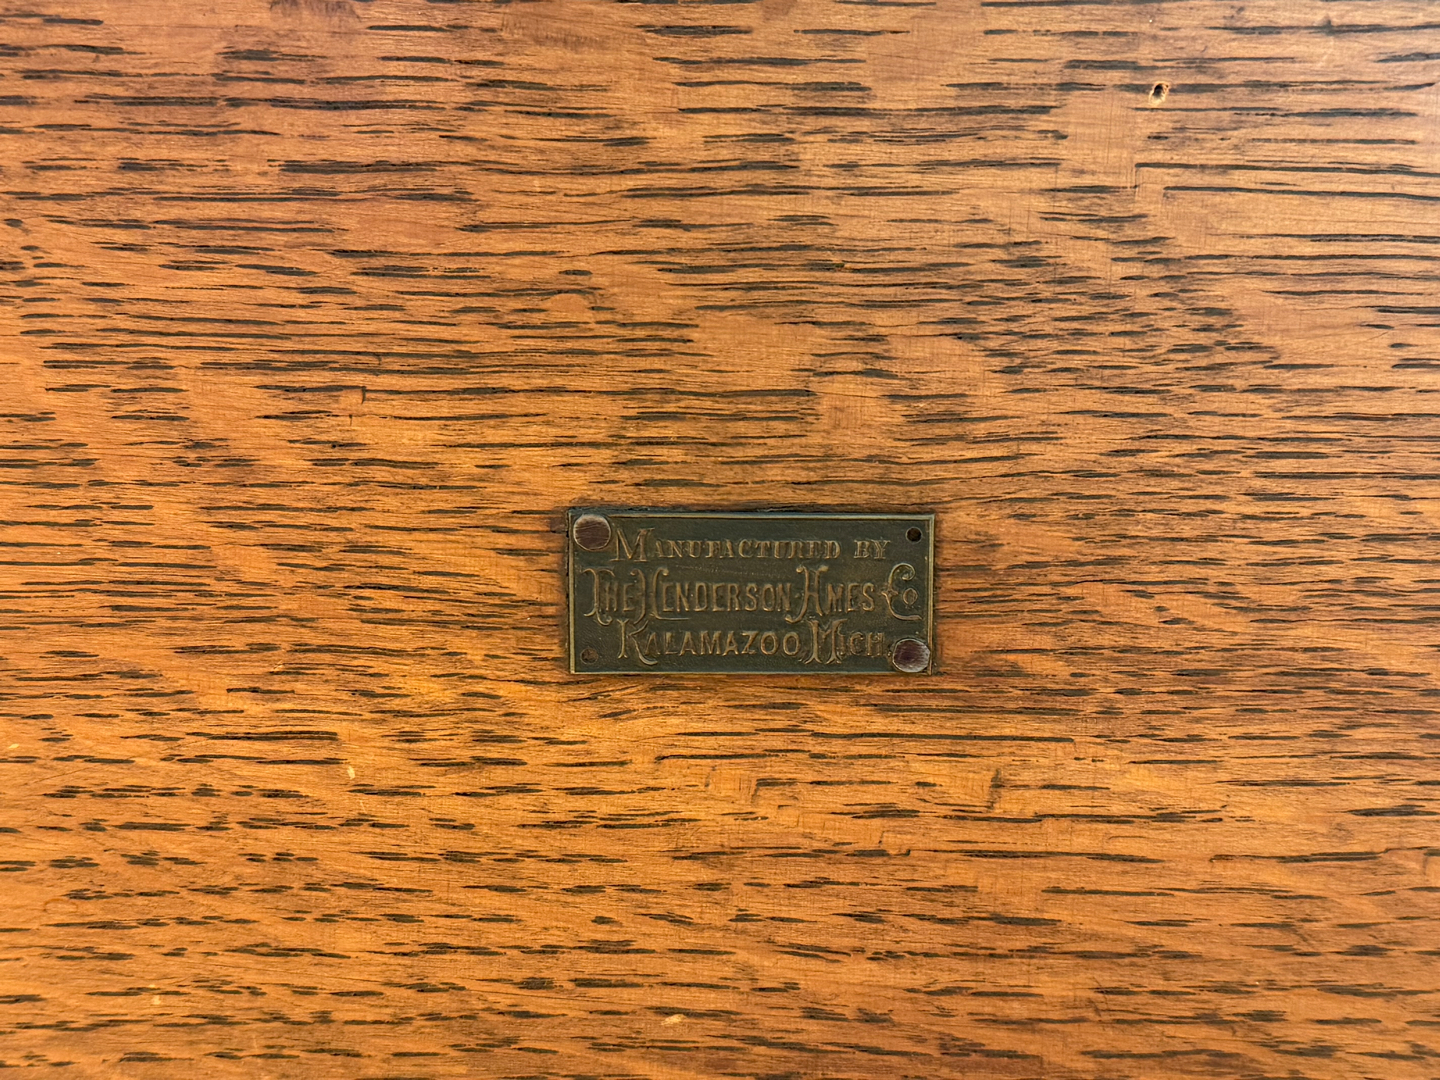 MANUFACTURED BY
THE HENDERSON-AMES CO
KALAMAZOO, MICH.